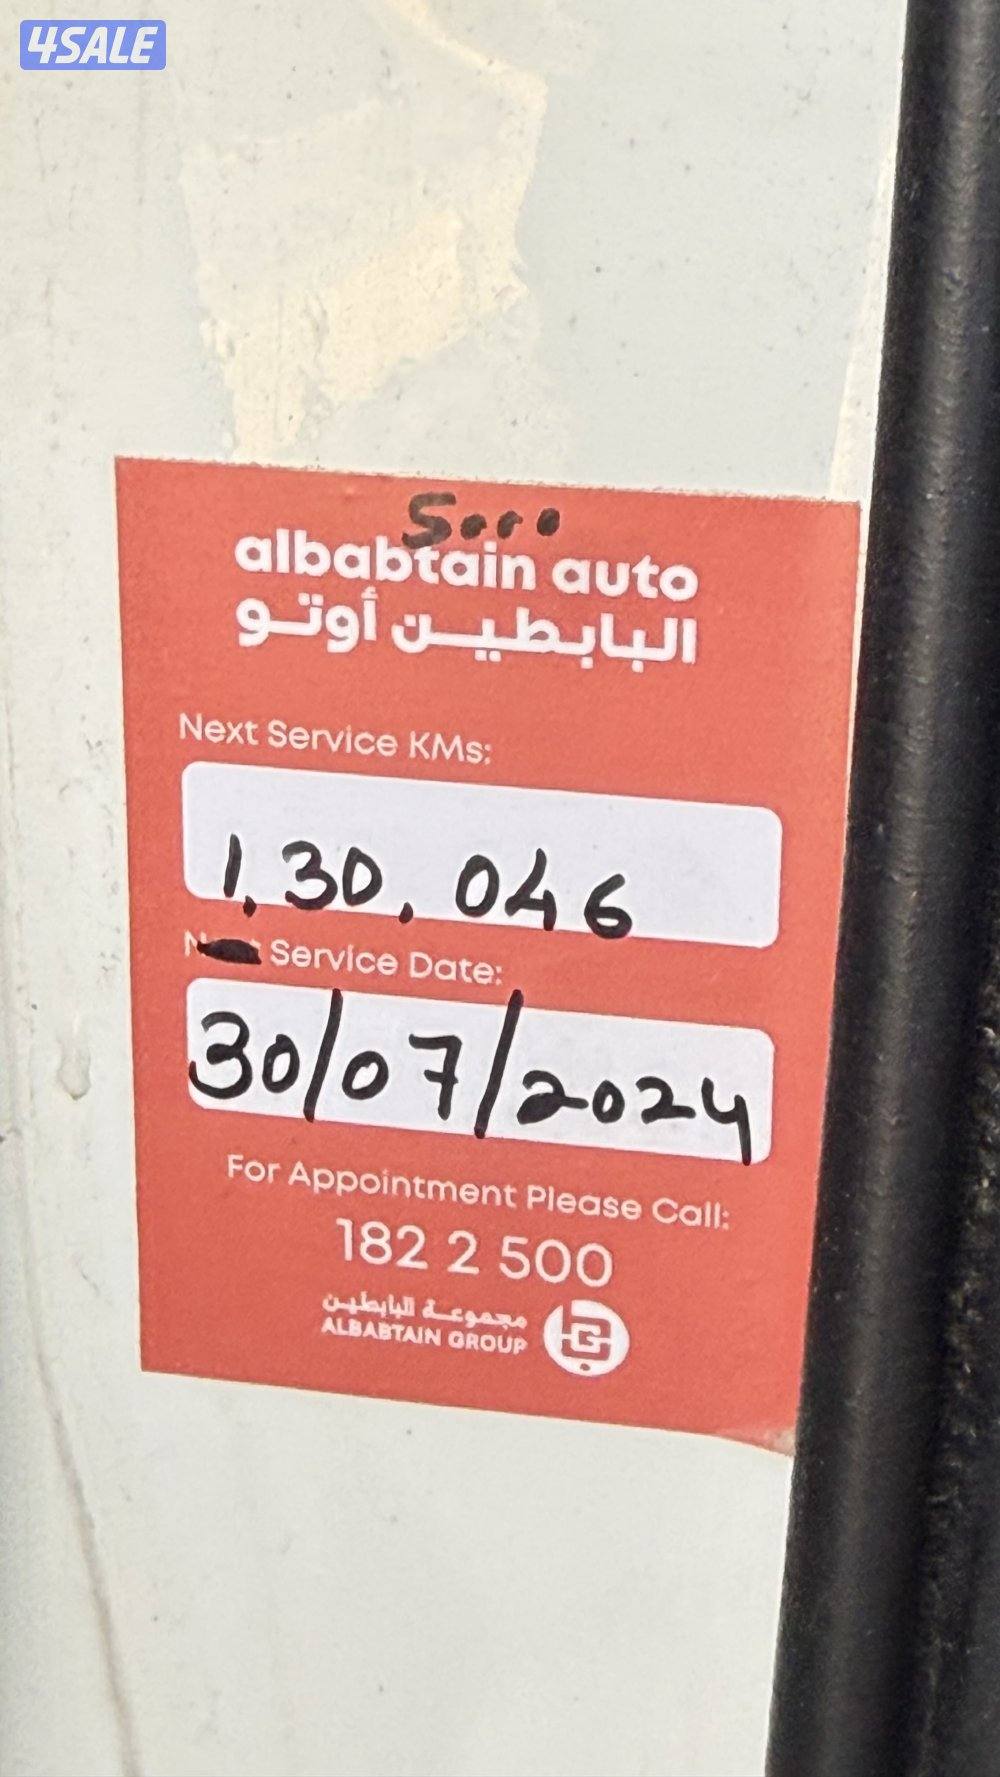 4SALE
5000
albabtain auto
البابطين أوتو
Next Service KMs:
1,30,046
Service Date:
30/07/2024
For Appointment Please Call:
182 2 500
مجموعة البابطين
ALBABTAIN GROUP